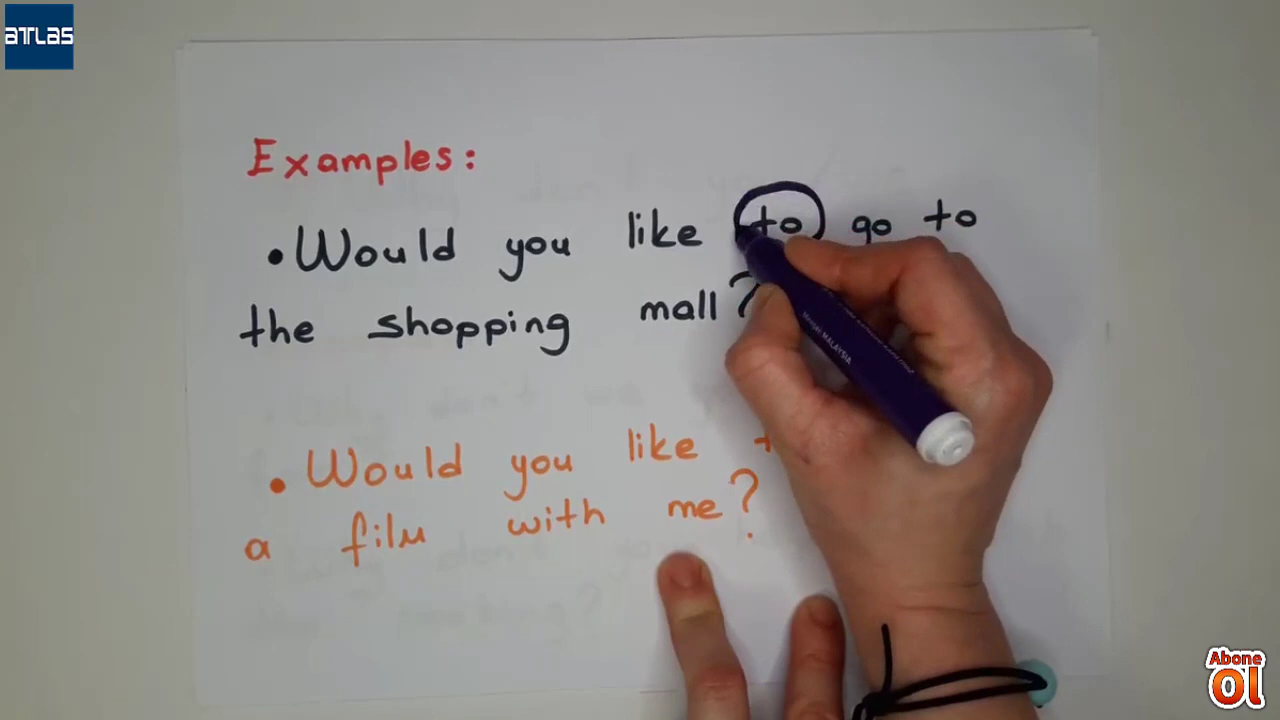 ATLAS
Examples:
• Would you like to go to
the shopping mall?
• Would you like
a film with me?
MALAYSIA
Abone
Ol